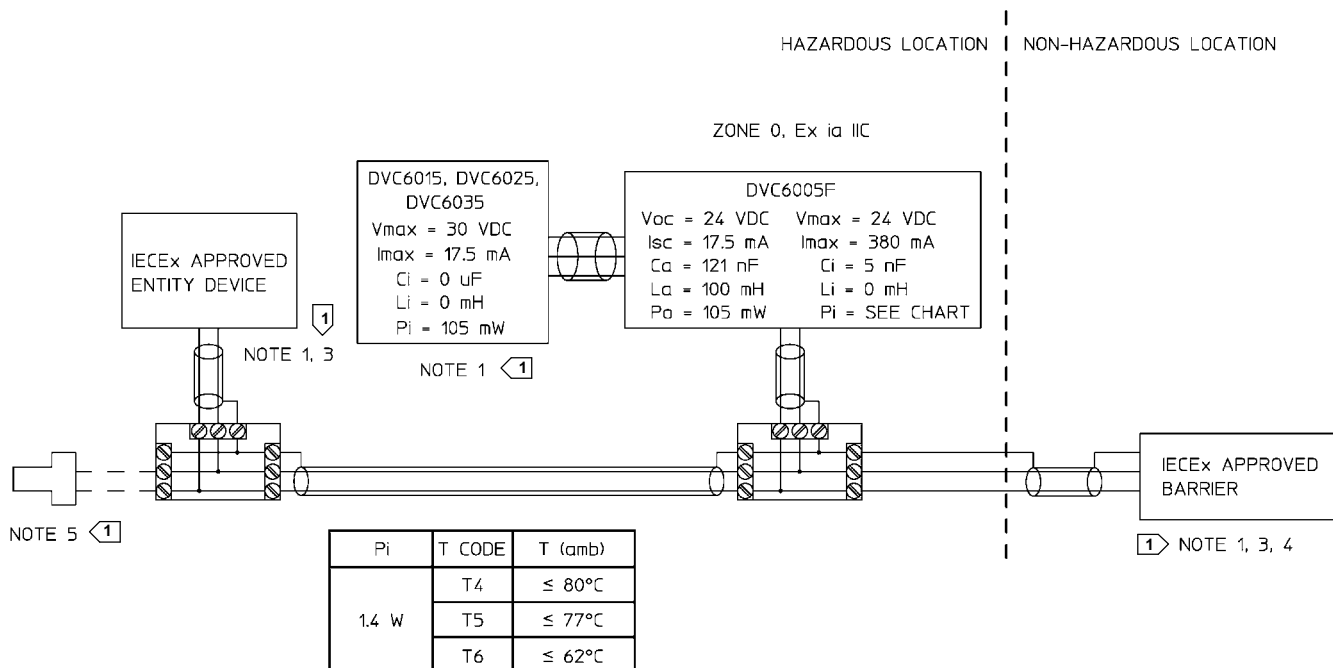 HAZARDOUS LOCATION
NON-HAZARDOUS LOCATION
ZONE 0, Ex ia IIC
DVC6015, DVC6025,
DVC6035
Vmax = 30 VDC
Imax = 17.5 mA
Ci = 0 uF
Li = 0 mH
Pi = 105 mW
NOTE 1 1
DVC6005F
Voc = 24 VDC Vmax = 24 VDC
Isc = 17.5 mA Imax = 380 mA
Ca = 121 nF Ci = 5 nF
La = 100 mH Li = 0 mH
Po = 105 mW Pi = SEE CHART
IECEx APPROVED
ENTITY DEVICE
1
NOTE 1, 3
IECEx APPROVED
BARRIER
1 NOTE 1, 3, 4
NOTE 5 1
Pi T CODE T (amb)
1.4 W
T4 ≤ 80°C
T5 ≤ 77°C
T6 ≤ 62°C